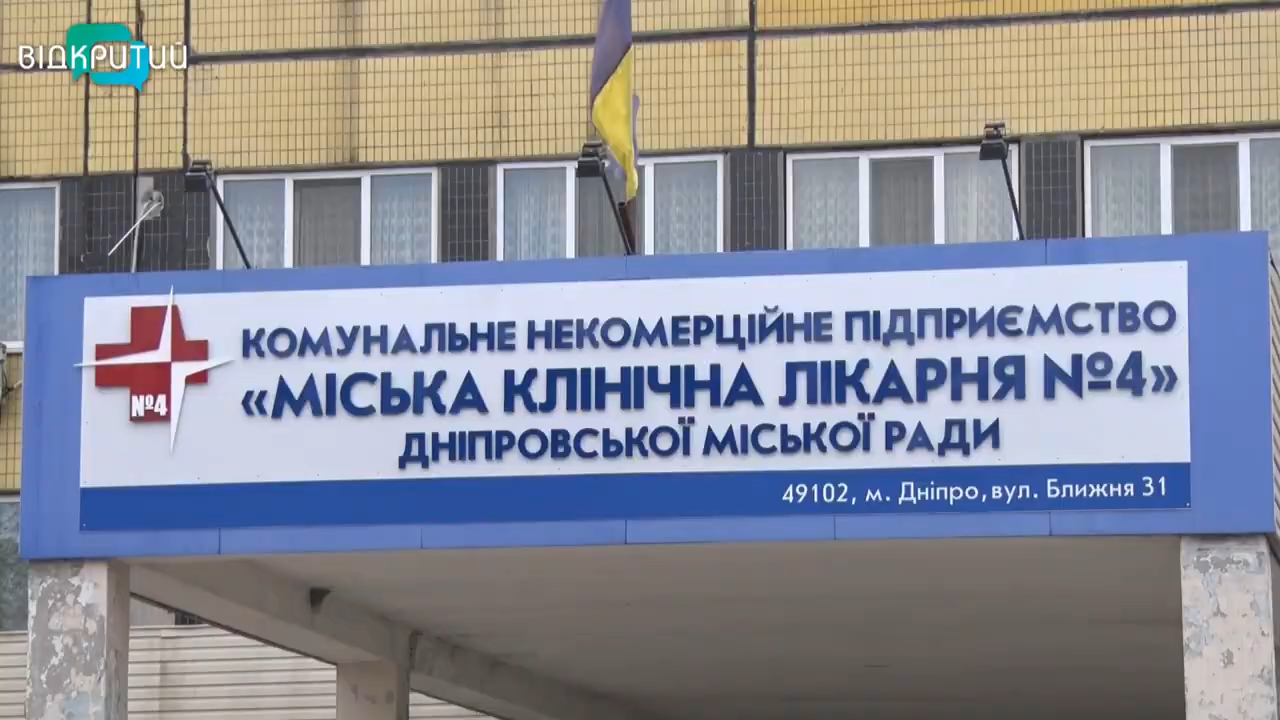 ВІДКРИТИЙ
КОМУНАЛЬНЕ НЕКОМЕРЦІЙНЕ ПІДПРИЄМСТВО
«МІСЬКА КЛІНІЧНА ЛІКАРНЯ №4»
№4
ДНІПРОВСЬКОЇ МІСЬКОЇ РАДИ
49102, м. Дніпро, вул. Ближня 31